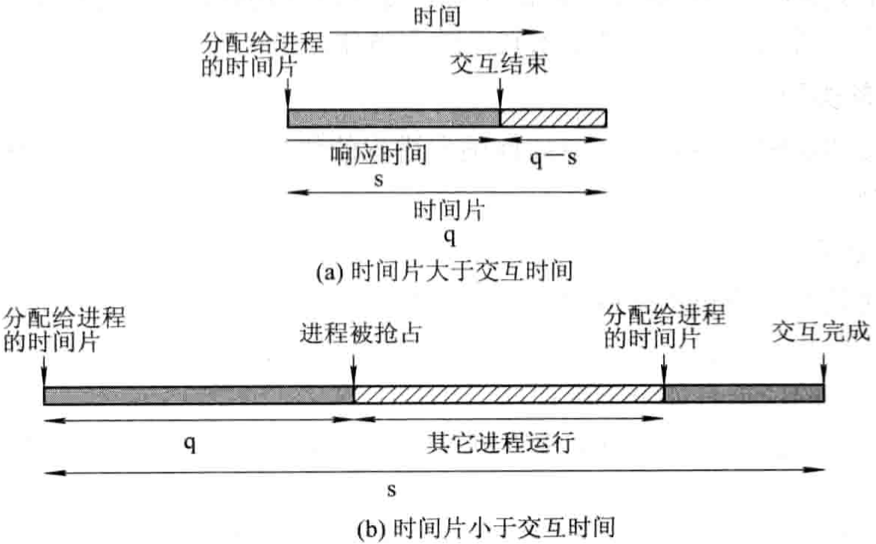 时间
分配给进程
的时间片
交互结束
响应时间
q－s
s
时间片
q
(a) 时间片大于交互时间
分配给进程
的时间片
进程被抢占
分配给进程
的时间片
交互完成
q
其它进程运行
s
(b) 时间片小于交互时间